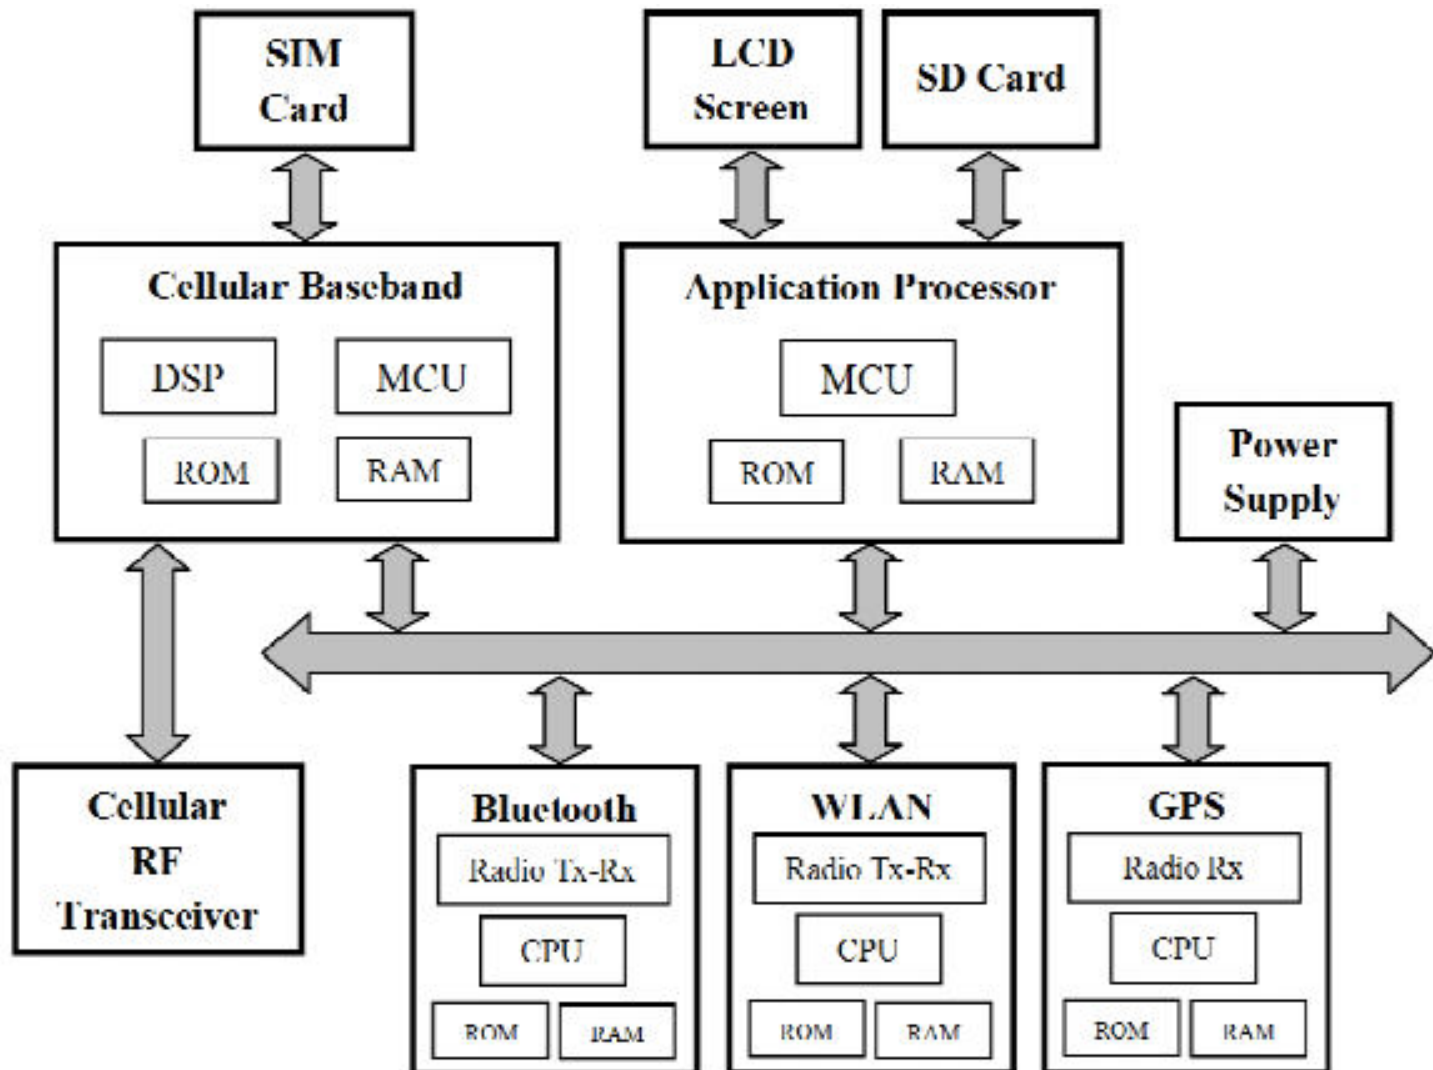 SIM
Card
LCD
Screen
SD Card
Cellular Baseband
DSP
MCU
ROM
RAM
Application Processor
MCU
ROM
RAM
Power
Supply
Cellular
RF
Transceiver
Bluetooth
Radio Tx-Rx
CPU
ROM
RAM
WLAN
Radio Tx-Rx
CPU
ROM
RAM
GPS
Radio Rx
CPU
ROM
RAM